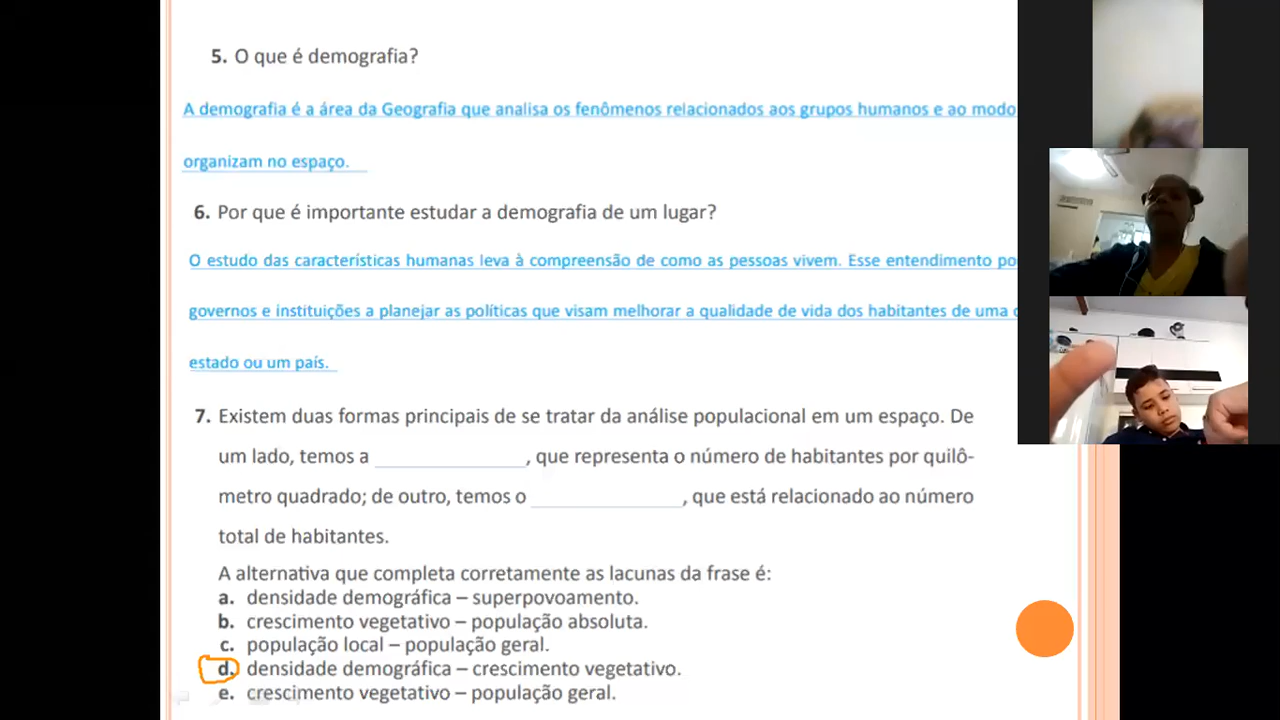 5. O que é demografia?
A demografia é a área da Geografia que analisa os fenômenos relacionados aos grupos humanos e ao modo
organizam no espaço.
6. Por que é importante estudar a demografia de um lugar?
O estudo das características humanas leva à compreensão de como as pessoas vivem. Esse entendimento po
governos e instituições a planejar as políticas que visam melhorar a qualidade de vida dos habitantes de uma c
estado ou um país.
7. Existem duas formas principais de se tratar da análise populacional em um espaço. De
um lado, temos a ______________, que representa o número de habitantes por quilô-
metro quadrado; de outro, temos o ______________, que está relacionado ao número
total de habitantes.
A alternativa que completa corretamente as lacunas da frase é:
a. densidade demográfica – superpovoamento.
b. crescimento vegetativo – população absoluta.
c. população local – população geral.
d. densidade demográfica – crescimento vegetativo.
e. crescimento vegetativo – população geral.